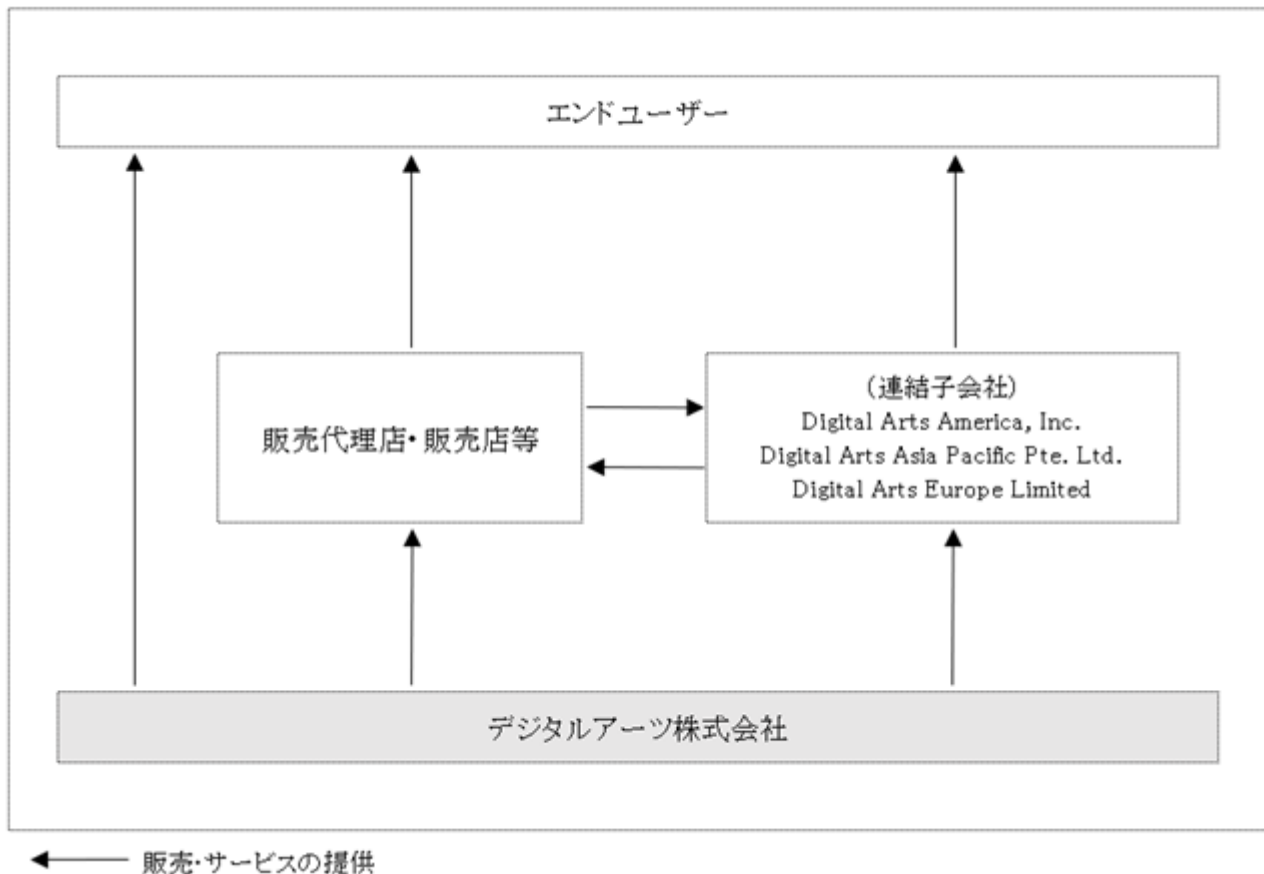 エンドユーザー
販売代理店・販売店等
（連結子会社）
Digital Arts America, Inc.
Digital Arts Asia Pacific Pte. Ltd.
Digital Arts Europe Limited
デジタルアーツ株式会社
販売・サービスの提供